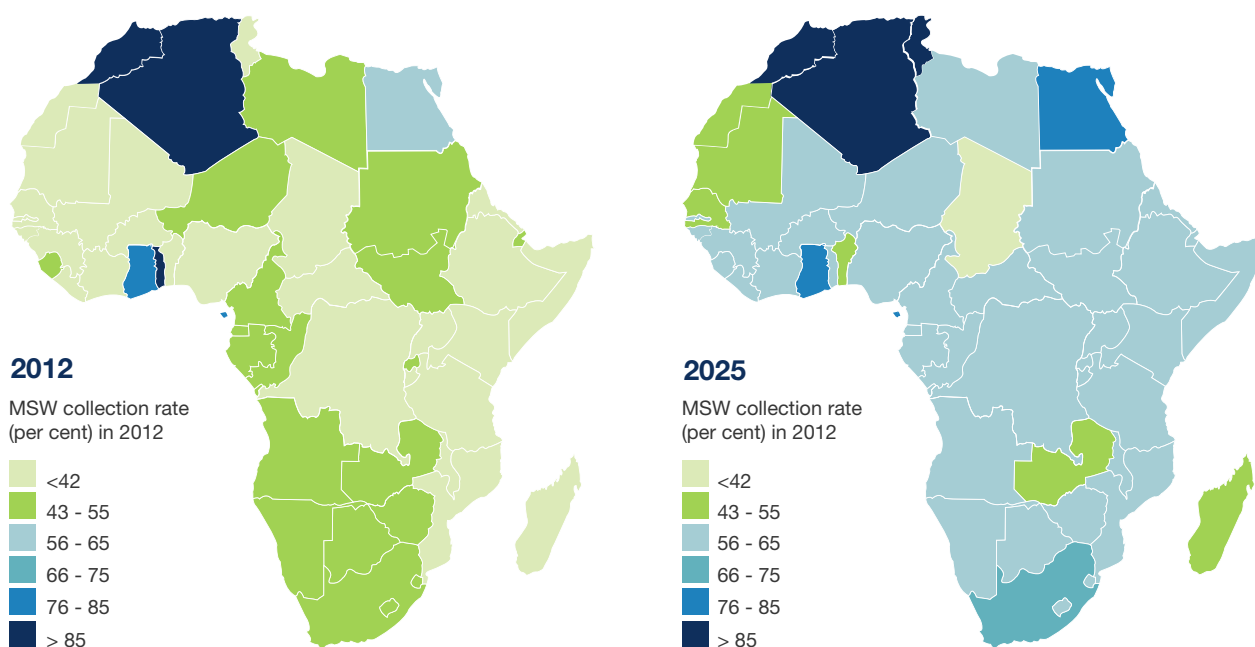 2012
MSW collection rate
(per cent) in 2012
<42
43 - 55
56 - 65
66 - 75
76 - 85
> 85
2025
MSW collection rate
(per cent) in 2012
<42
43 - 55
56 - 65
66 - 75
76 - 85
> 85